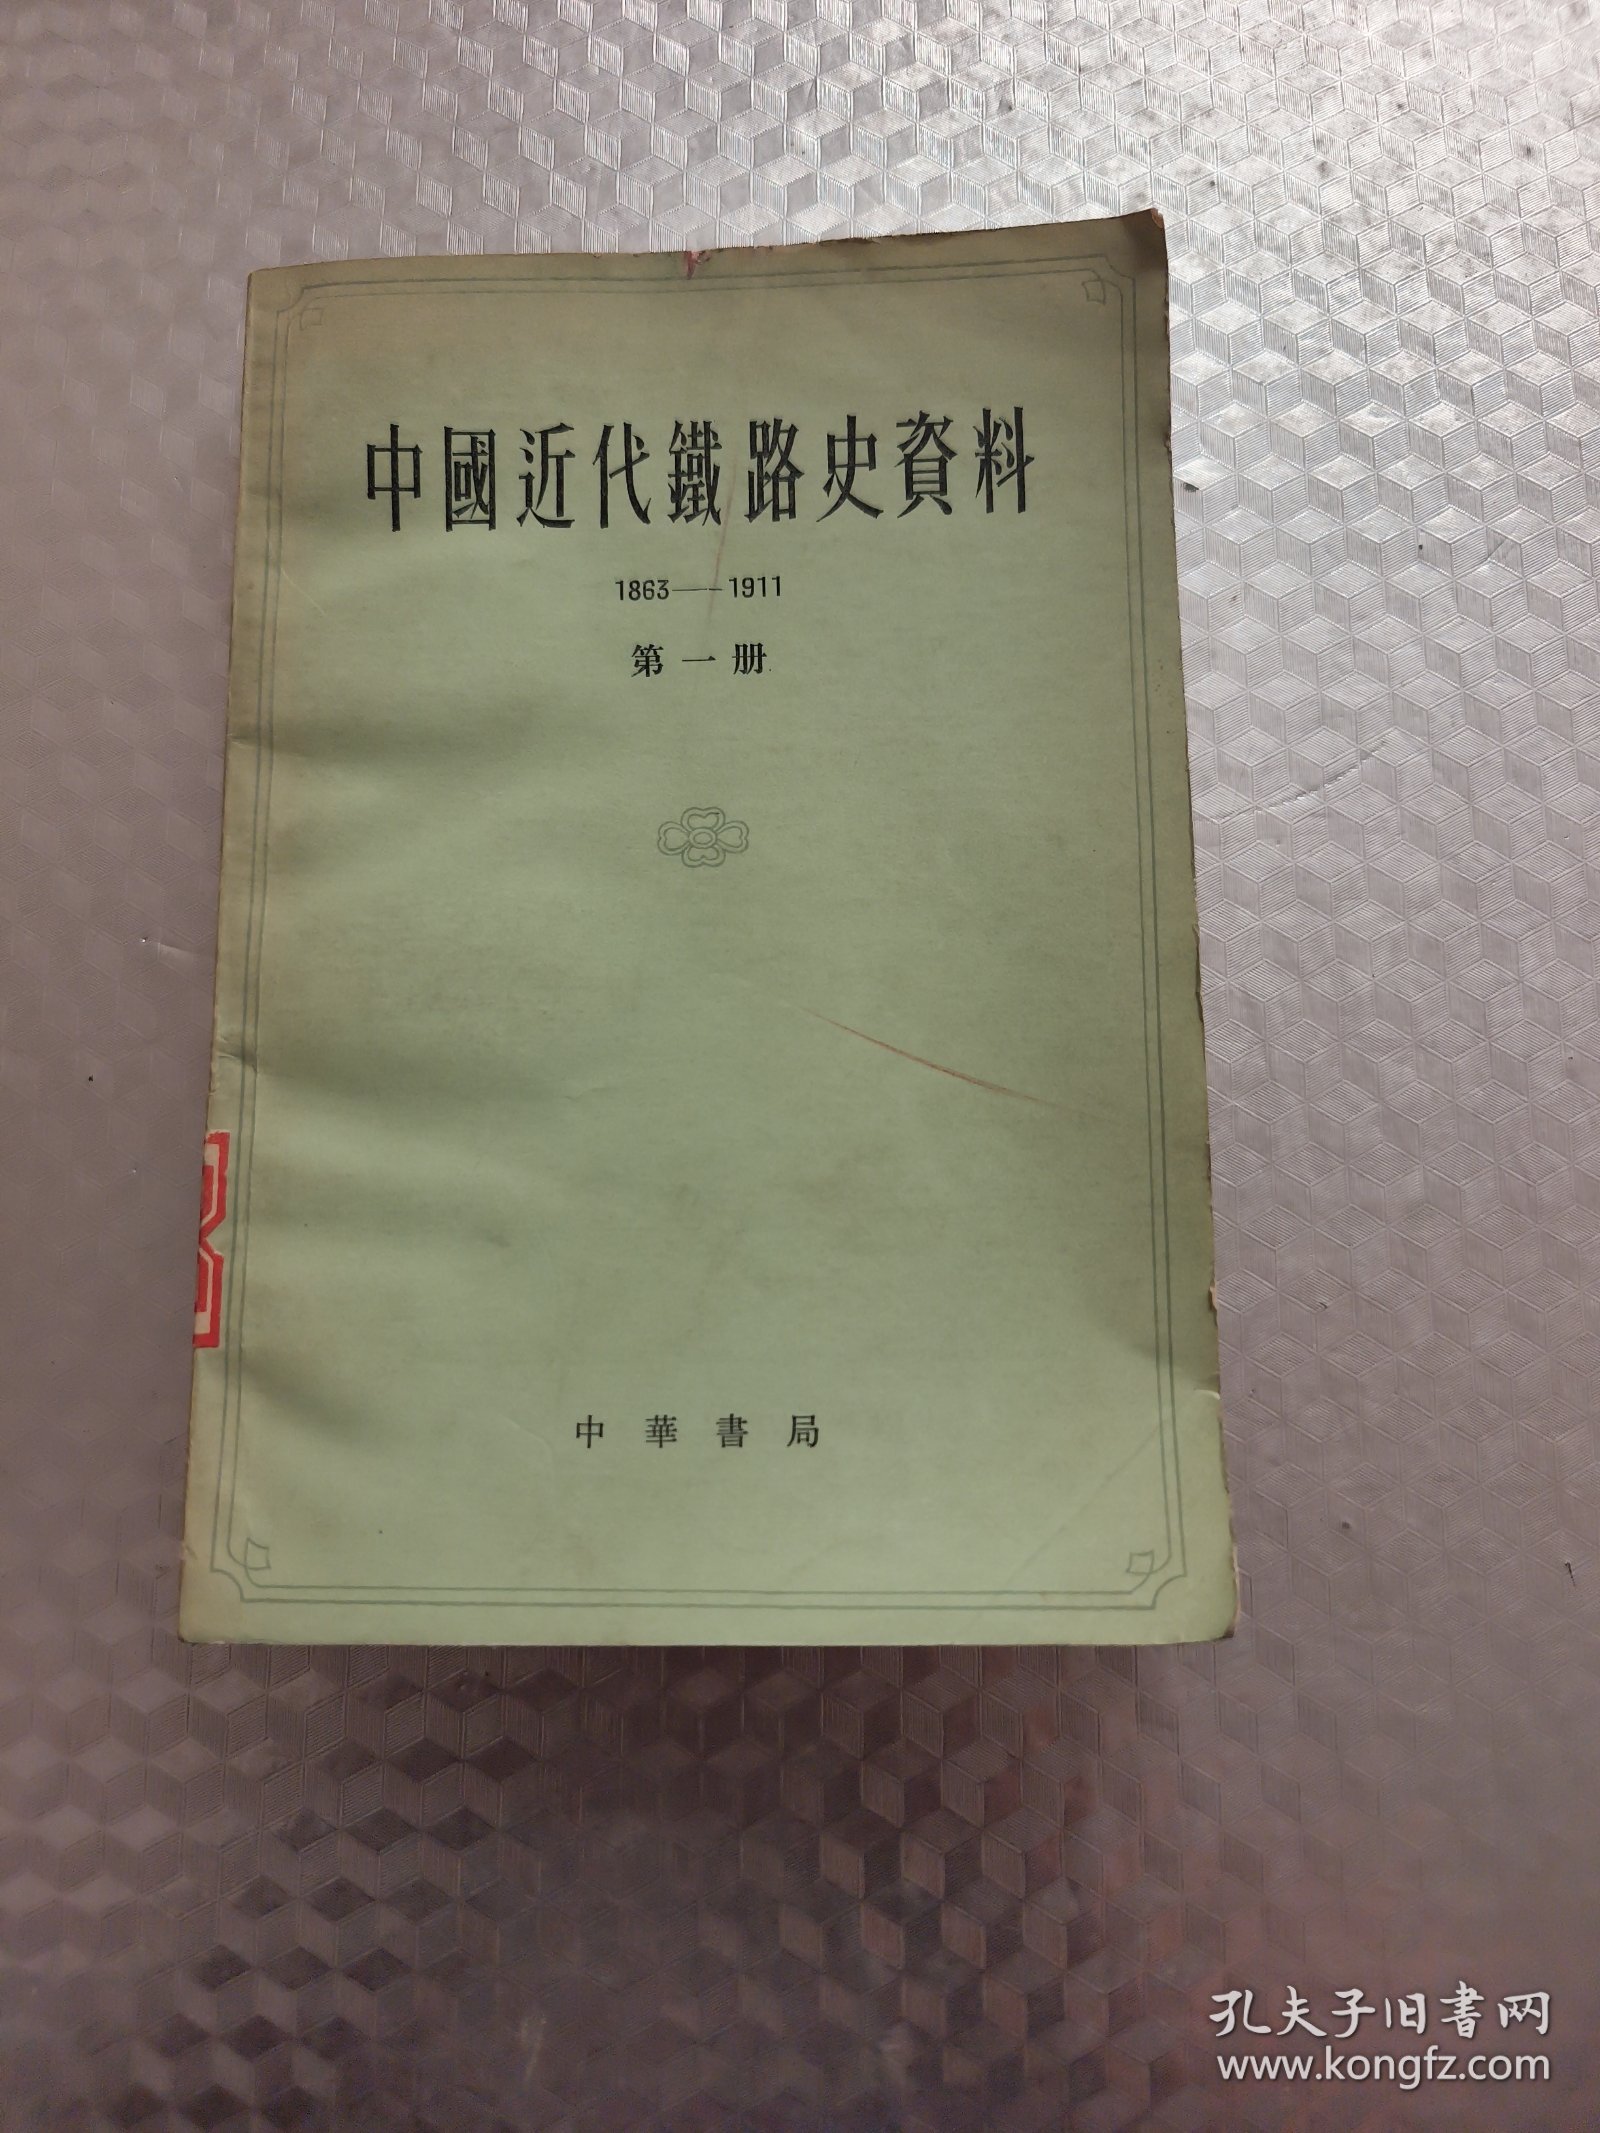 中國近代鐵路史資料
1863——1911
第一册
中華書局
孔夫子旧书网
www.kongfz.com